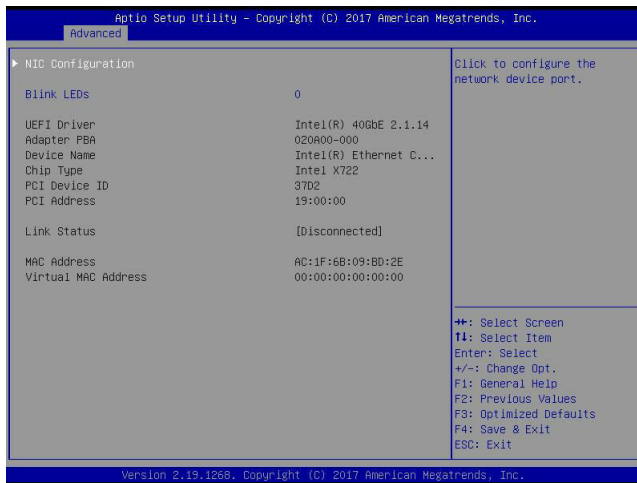 Aptio Setup Utility – Copyright (C) 2017 American Megatrends, Inc.
Advanced
▶ NIC Configuration
Blink LEDs 0
UEFI Driver Intel(R) 40GbE 2.1.14
Adapter PBA 020A00-000
Device Name Intel(R) Ethernet C...
Chip Type Intel X722
PCI Device ID 37D2
PCI Address 19:00:00
Link Status [Disconnected]
MAC Address AC:1F:6B:09:BD:2E
Virtual MAC Address 00:00:00:00:00:00
Click to configure the
network device port.
→←: Select Screen
↑↓: Select Item
Enter: Select
+/-: Change Opt.
F1: General Help
F2: Previous Values
F3: Optimized Defaults
F4: Save & Exit
ESC: Exit
Version 2.19.1268. Copyright (C) 2017 American Megatrends, Inc.